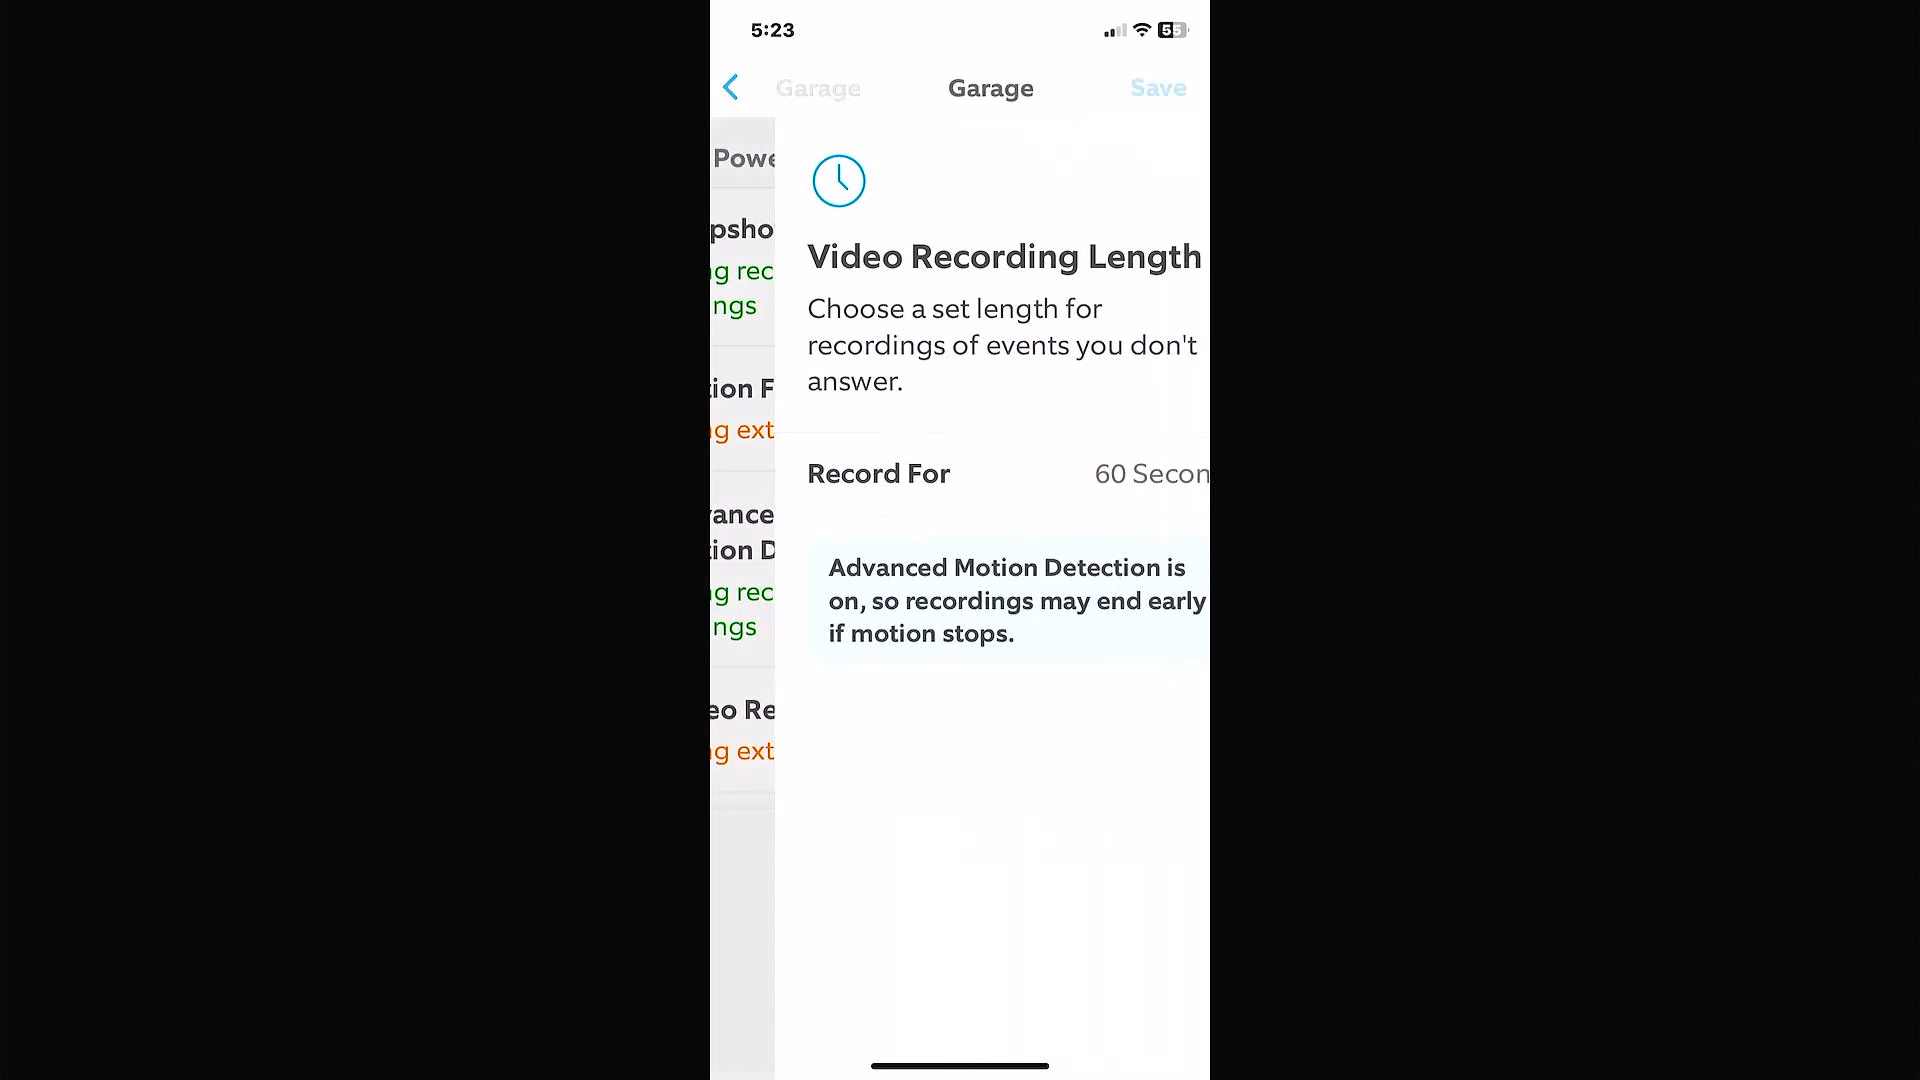 5:23
55
Garage
Garage
Save
Powe
psho
g rec
ngs
tion F
g ext
vance
tion D
g rec
ngs
eo Re
g ext
Video Recording Length
Choose a set length for
recordings of events you don't
answer.
Record For
60 Secon
Advanced Motion Detection is
on, so recordings may end early
if motion stops.